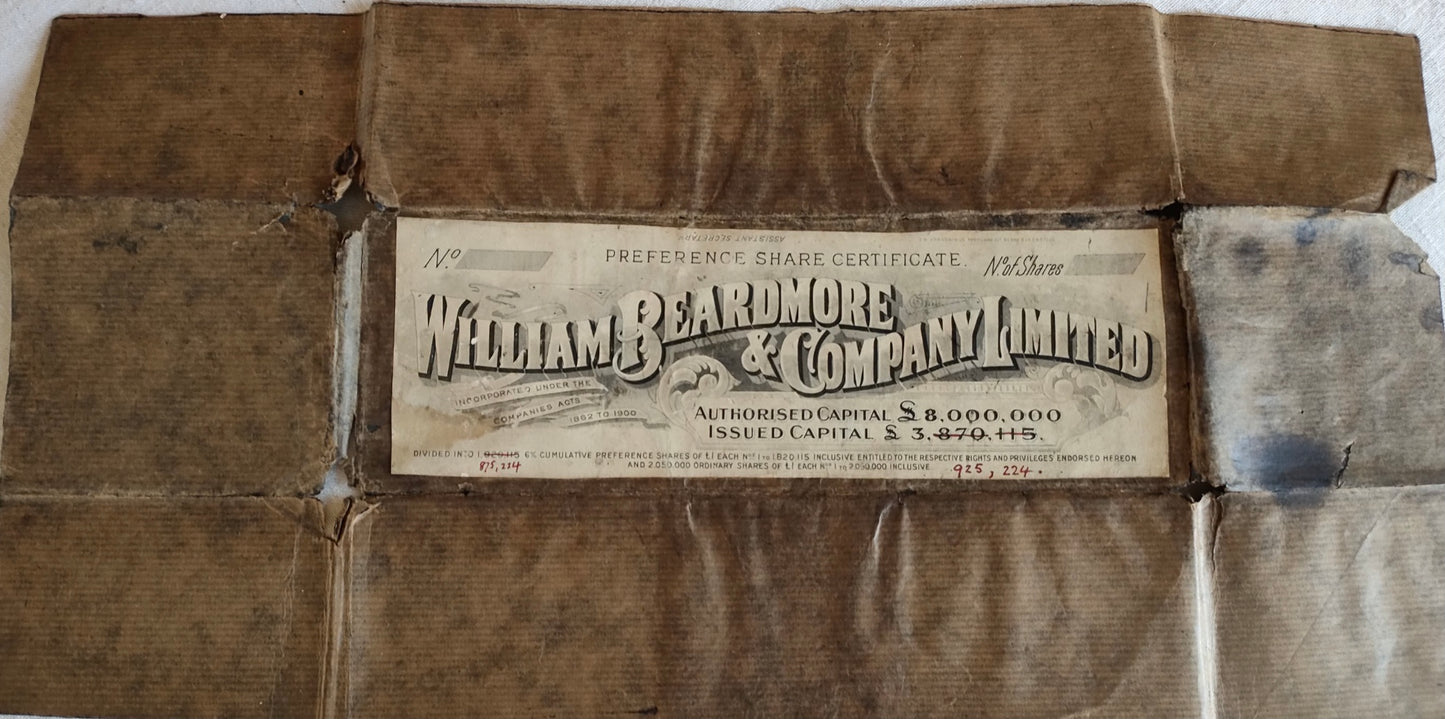 ASSISTANT SECRETARY
PREFERENCE SHARE CERTIFICATE.
No.
No. of Shares
WILLIAM BEARDMORE & COMPANY LIMITED
INCORPORATED UNDER THE
COMPANIES ACTS
1862 TO 1900
AUTHORISED CAPITAL £8,000,000
ISSUED CAPITAL £3,870,115.
DIVIDED INTO 1,820,115 6% CUMULATIVE PREFERENCE SHARES OF £1 EACH Nos 1 TO 1,820,115 INCLUSIVE ENTITLED TO THE RESPECTIVE RIGHTS AND PRIVILEGES ENDORSED HEREON
875,224
AND 2,050,000 ORDINARY SHARES OF £1 EACH Nos 1 TO 2,050,000 INCLUSIVE.
925, 224.